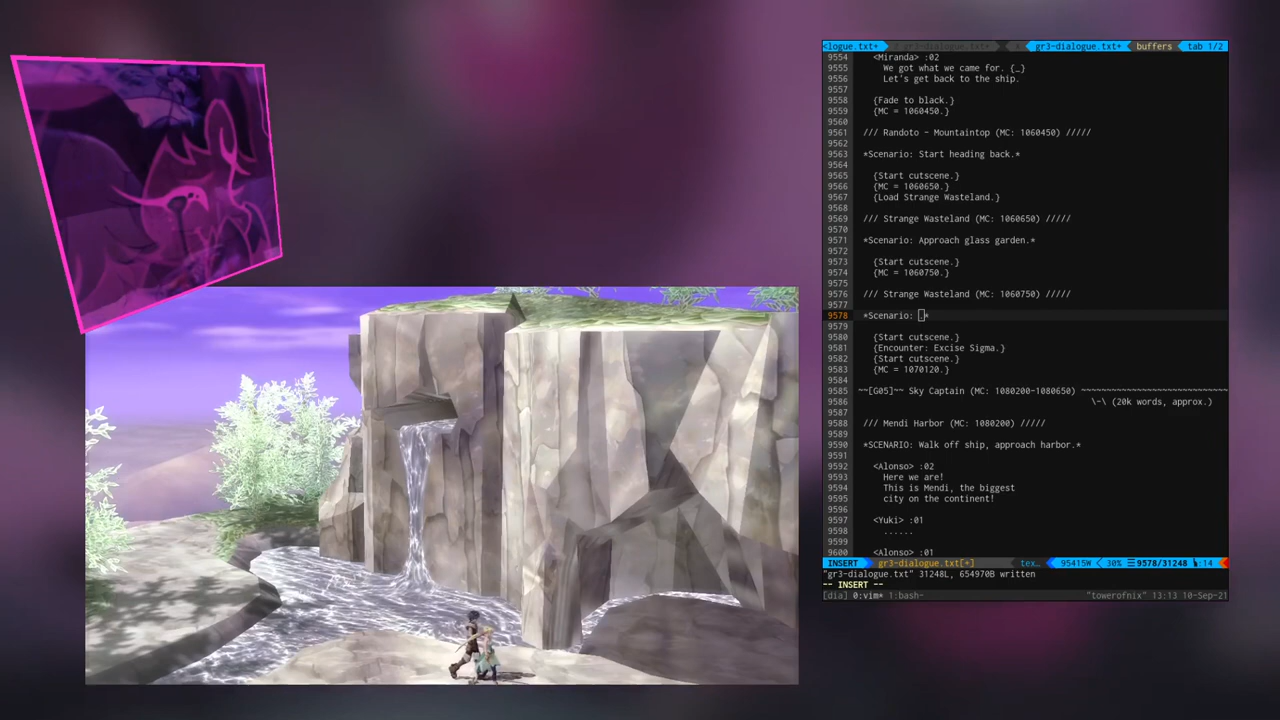 <logue.txt+ gr3-dialogue.txt+ x gr3-dialogue.txt+ buffers tab 1/2
9554 <Miranda> :02
9555 We got what we came for. {_}
9556 Let's get back to the ship.
9557
9558 {Fade to black.}
9559 {MC = 1060450.}
9560
9561 /// Randoto - Mountaintop (MC: 1060450) /////
9562
9563 *Scenario: Start heading back.*
9564
9565 {Start cutscene.}
9566 {MC = 1060650.}
9567 {Load Strange Wasteland.}
9568
9569 /// Strange Wasteland (MC: 1060650) /////
9570
9571 *Scenario: Approach glass garden.*
9572
9573 {Start cutscene.}
9574 {MC = 1060750.}
9575
9576 /// Strange Wasteland (MC: 1060750) /////
9577
9578 *Scenario: .*
9579
9580 {Start cutscene.}
9581 {Encounter: Excise Sigma.}
9582 {Start cutscene.}
9583 {MC = 1070120.}
9584
9585 ~~[G05]~~ Sky Captain (MC: 1080200-1080650) ~~~~~~~~~~~~~~~~~~~~~~~~~~~~~
9586 \-\ (20k words, approx.)
9587
9588 /// Mendi Harbor (MC: 1080200) /////
9589
9590 *SCENARIO: Walk off ship, approach harbor.*
9591
9592 <Alonso> :02
9593 Here we are!
9594 This is Mendi, the biggest
9595 city on the continent!
9596
9597 <Yuki> :01
9598 ......
9599
9600 <Alonso> :01
INSERT gr3-dialogue.txt[+] tex… 95415W 30% ☰9578/31248 :14
"gr3-dialogue.txt" 31248L, 654970B written
-- INSERT --
[dia] 0:vim* 1:bash- "towerofnix" 13:13 10-Sep-21